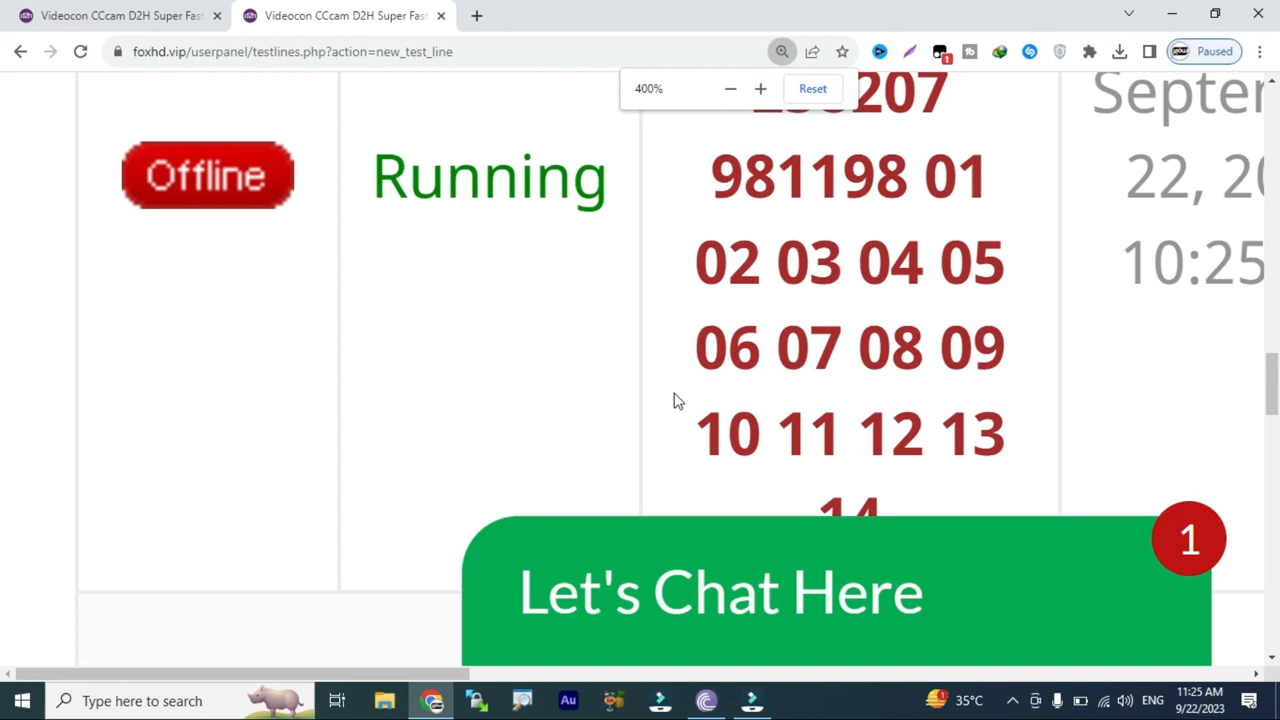 Videocon CCcam D2H Super Fast
Videocon CCcam D2H Super Fast
foxhd.vip/userpanel/testlines.php?action=new_test_line
1
Paused
400%
Reset
207
Septe
Offline
Running
981198 01
22, 20
02 03 04 05
10:25
06 07 08 09
10 11 12 13
14
Let's Chat Here
1
Type here to search
Au
35°C
ENG
11:25 AM
9/22/2023